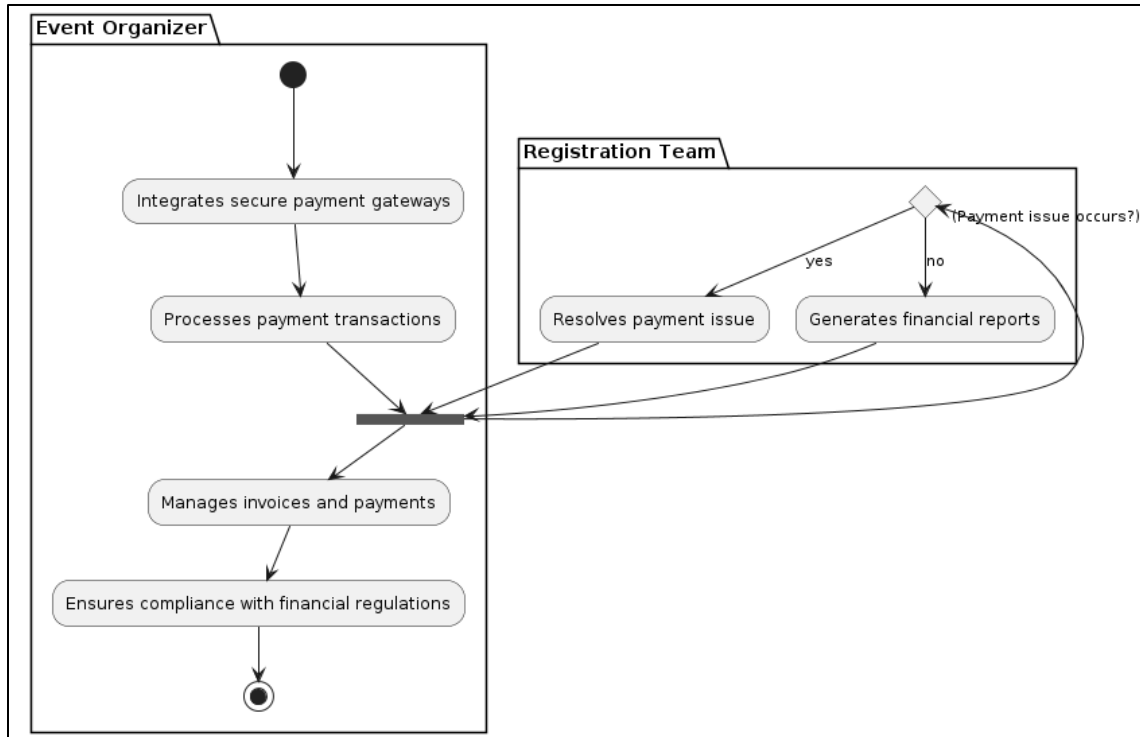 Event Organizer
Integrates secure payment gateways
Processes payment transactions
Manages invoices and payments
Ensures compliance with financial regulations
Registration Team
(Payment issue occurs?)
yes
no
Resolves payment issue
Generates financial reports